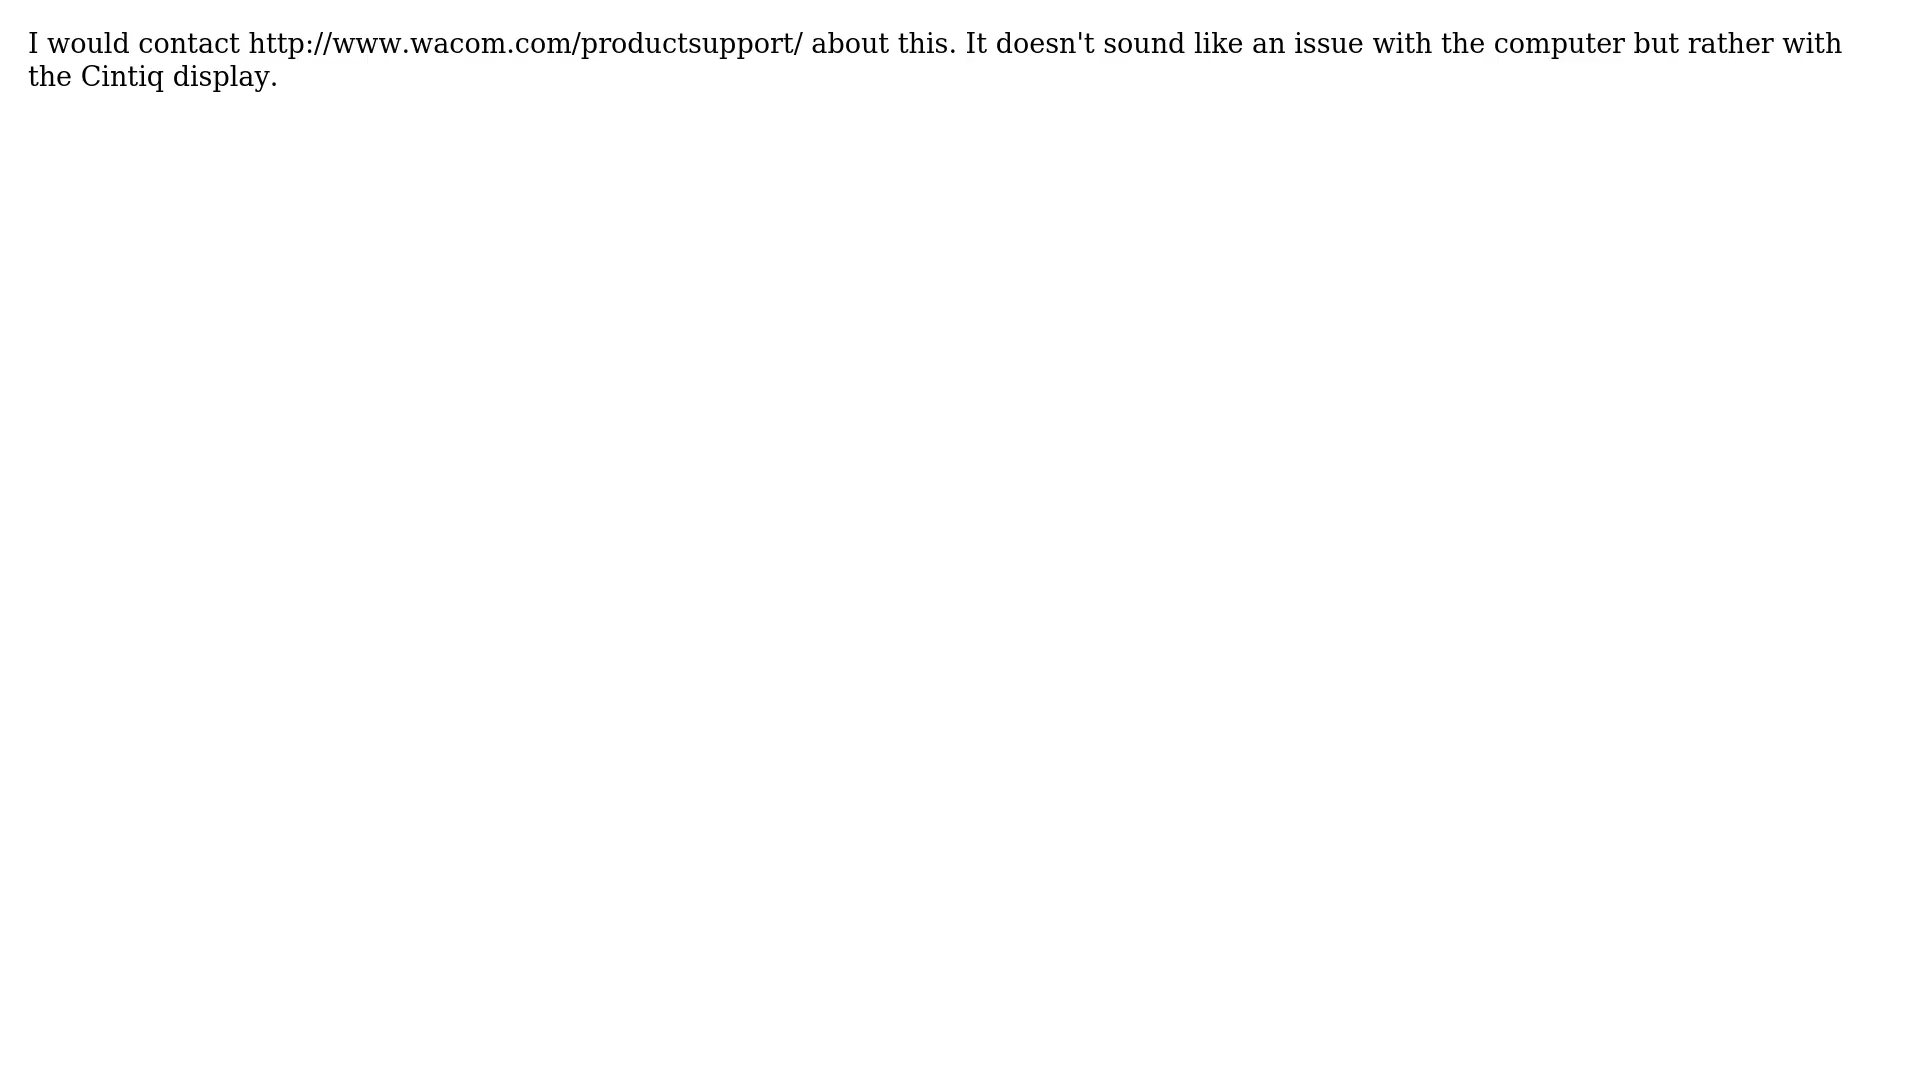 I would contact http://www.wacom.com/productsupport/ about this. It doesn't sound like an issue with the computer but rather with
the Cintiq display.